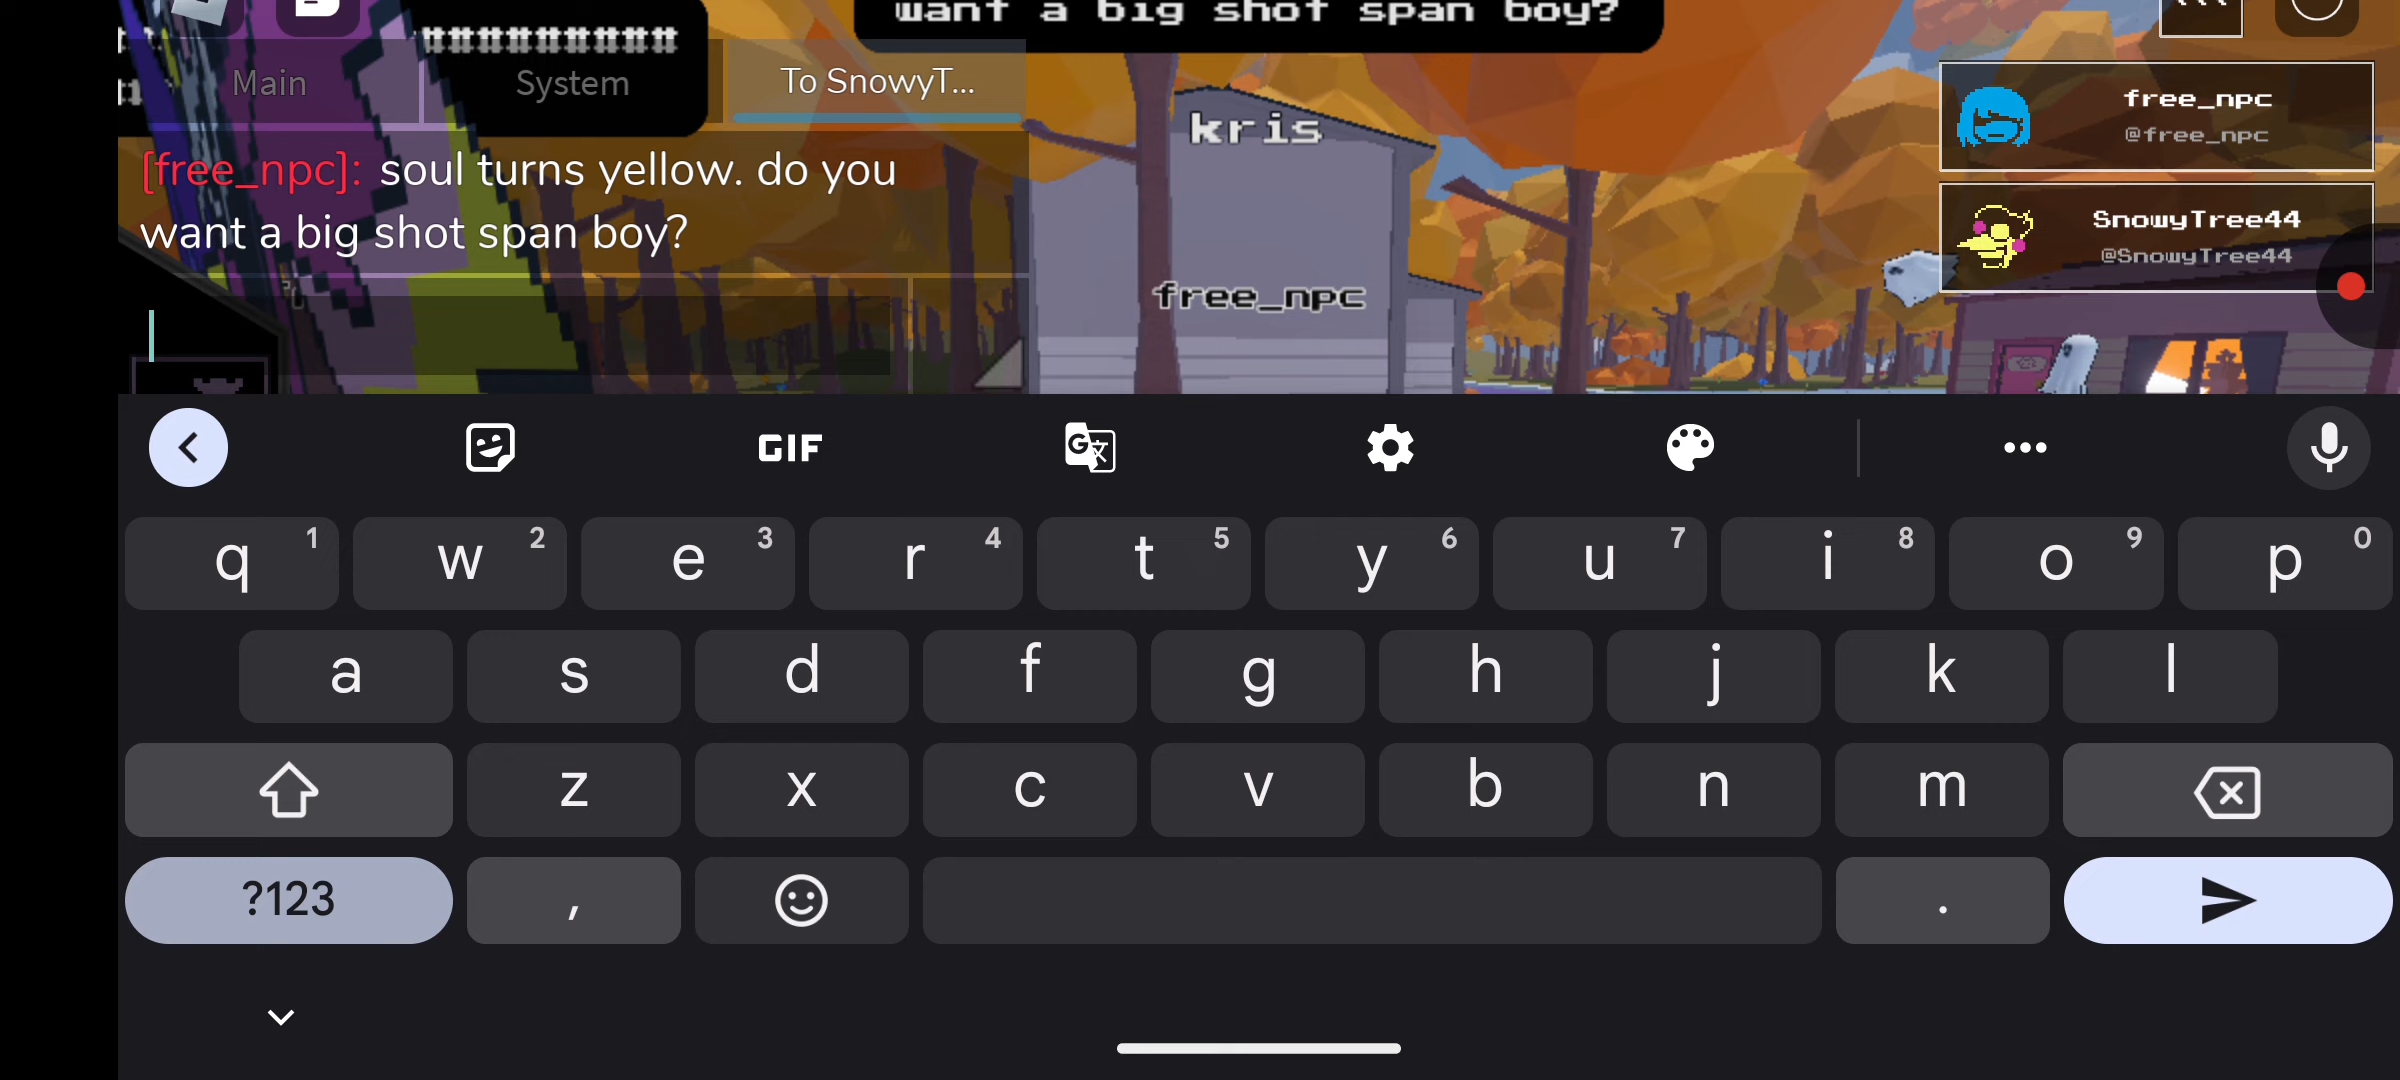 want a big shot span boy?
##########
Main
System
To SnowyT...
[free_npc]: soul turns yellow. do you
want a big shot span boy?
kris
free_npc
free_npc
@free_npc
SnowyTree44
@SnowyTree44
GIF
G文
q 1 w 2 e 3 r 4 t 5 y 6 u 7 i 8 o 9 p 0
a s d f g h j k l
z x c v b n m
?123 , .